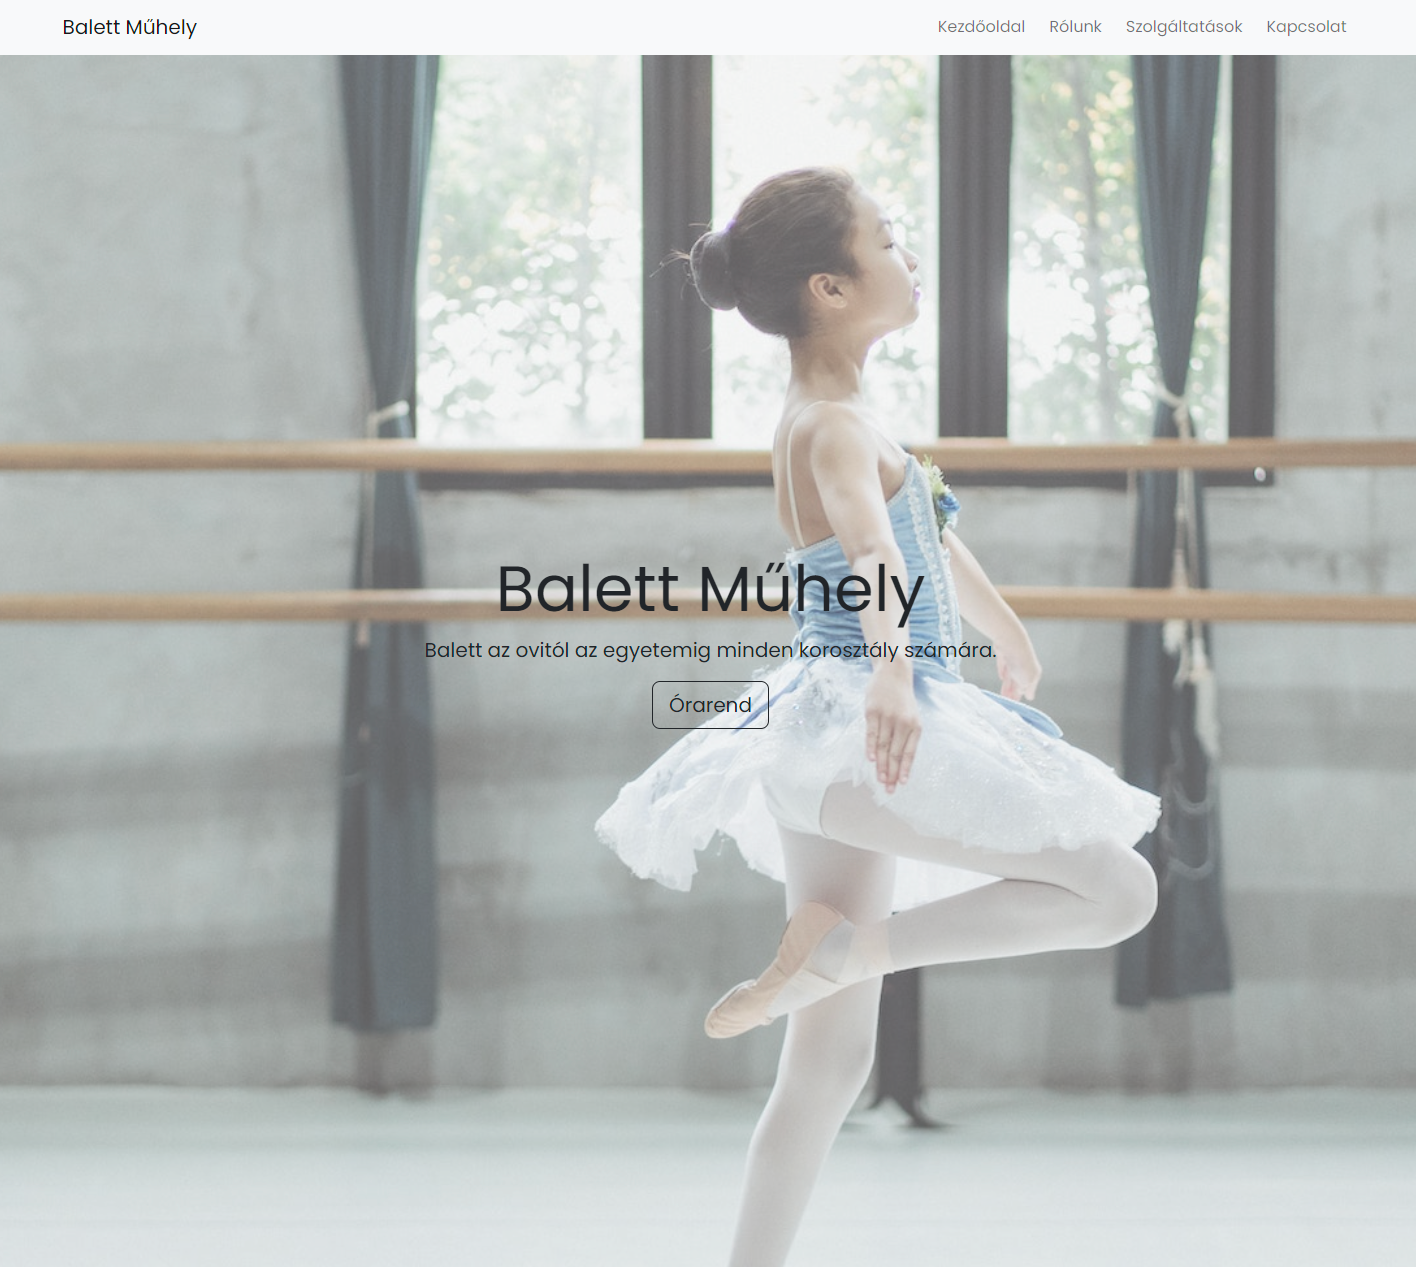 Balett Műhely
Kezdőoldal Rólunk Szolgáltatások Kapcsolat
Balett Műhely
Balett az ovitól az egyetemig minden korosztály számára.
Órarend